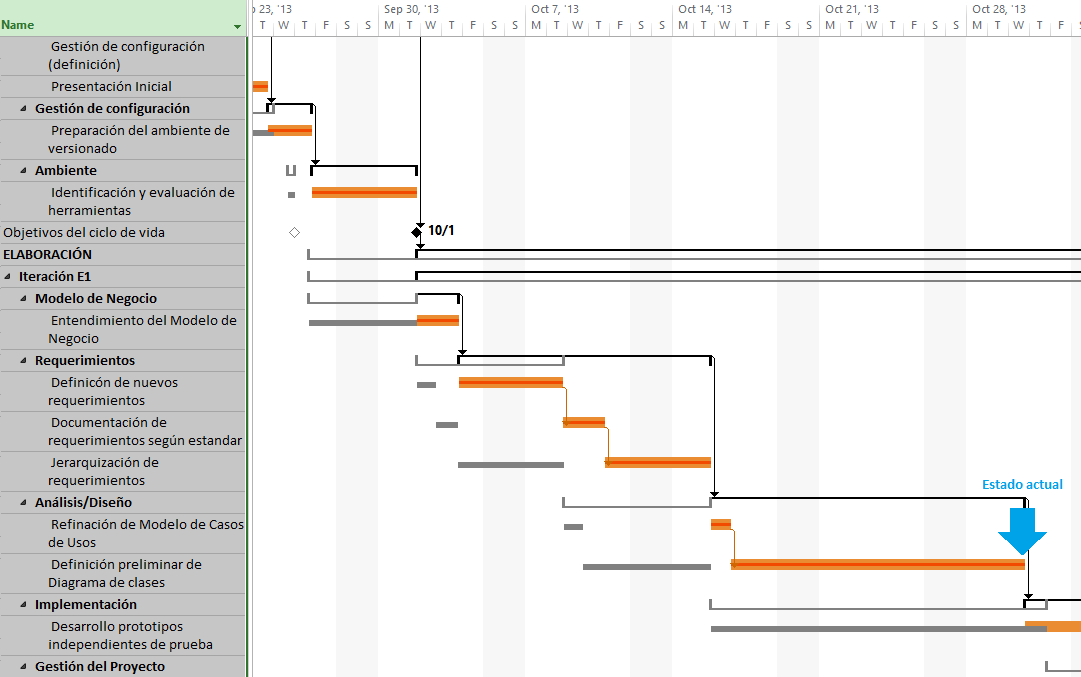 Name
23, '13 Sep 30, '13 Oct 7, '13 Oct 14, '13 Oct 21, '13 Oct 28, '13
T W T F S S M T W T F S S M T W T F S S M T W T F S S M T W T F S S M T W T F
Gestión de configuración
(definición)
Presentación Inicial
Gestión de configuración
Preparación del ambiente de
versionado
Ambiente
Identificación y evaluación de
herramientas
Objetivos del ciclo de vida
10/1
ELABORACIÓN
Iteración E1
Modelo de Negocio
Entendimiento del Modelo de
Negocio
Requerimientos
Definicón de nuevos
requerimientos
Documentación de
requerimientos según estandar
Jerarquización de
requerimientos
Estado actual
Análisis/Diseño
Refinación de Modelo de Casos
de Usos
Definición preliminar de
Diagrama de clases
Implementación
Desarrollo prototipos
independientes de prueba
Gestión del Proyecto